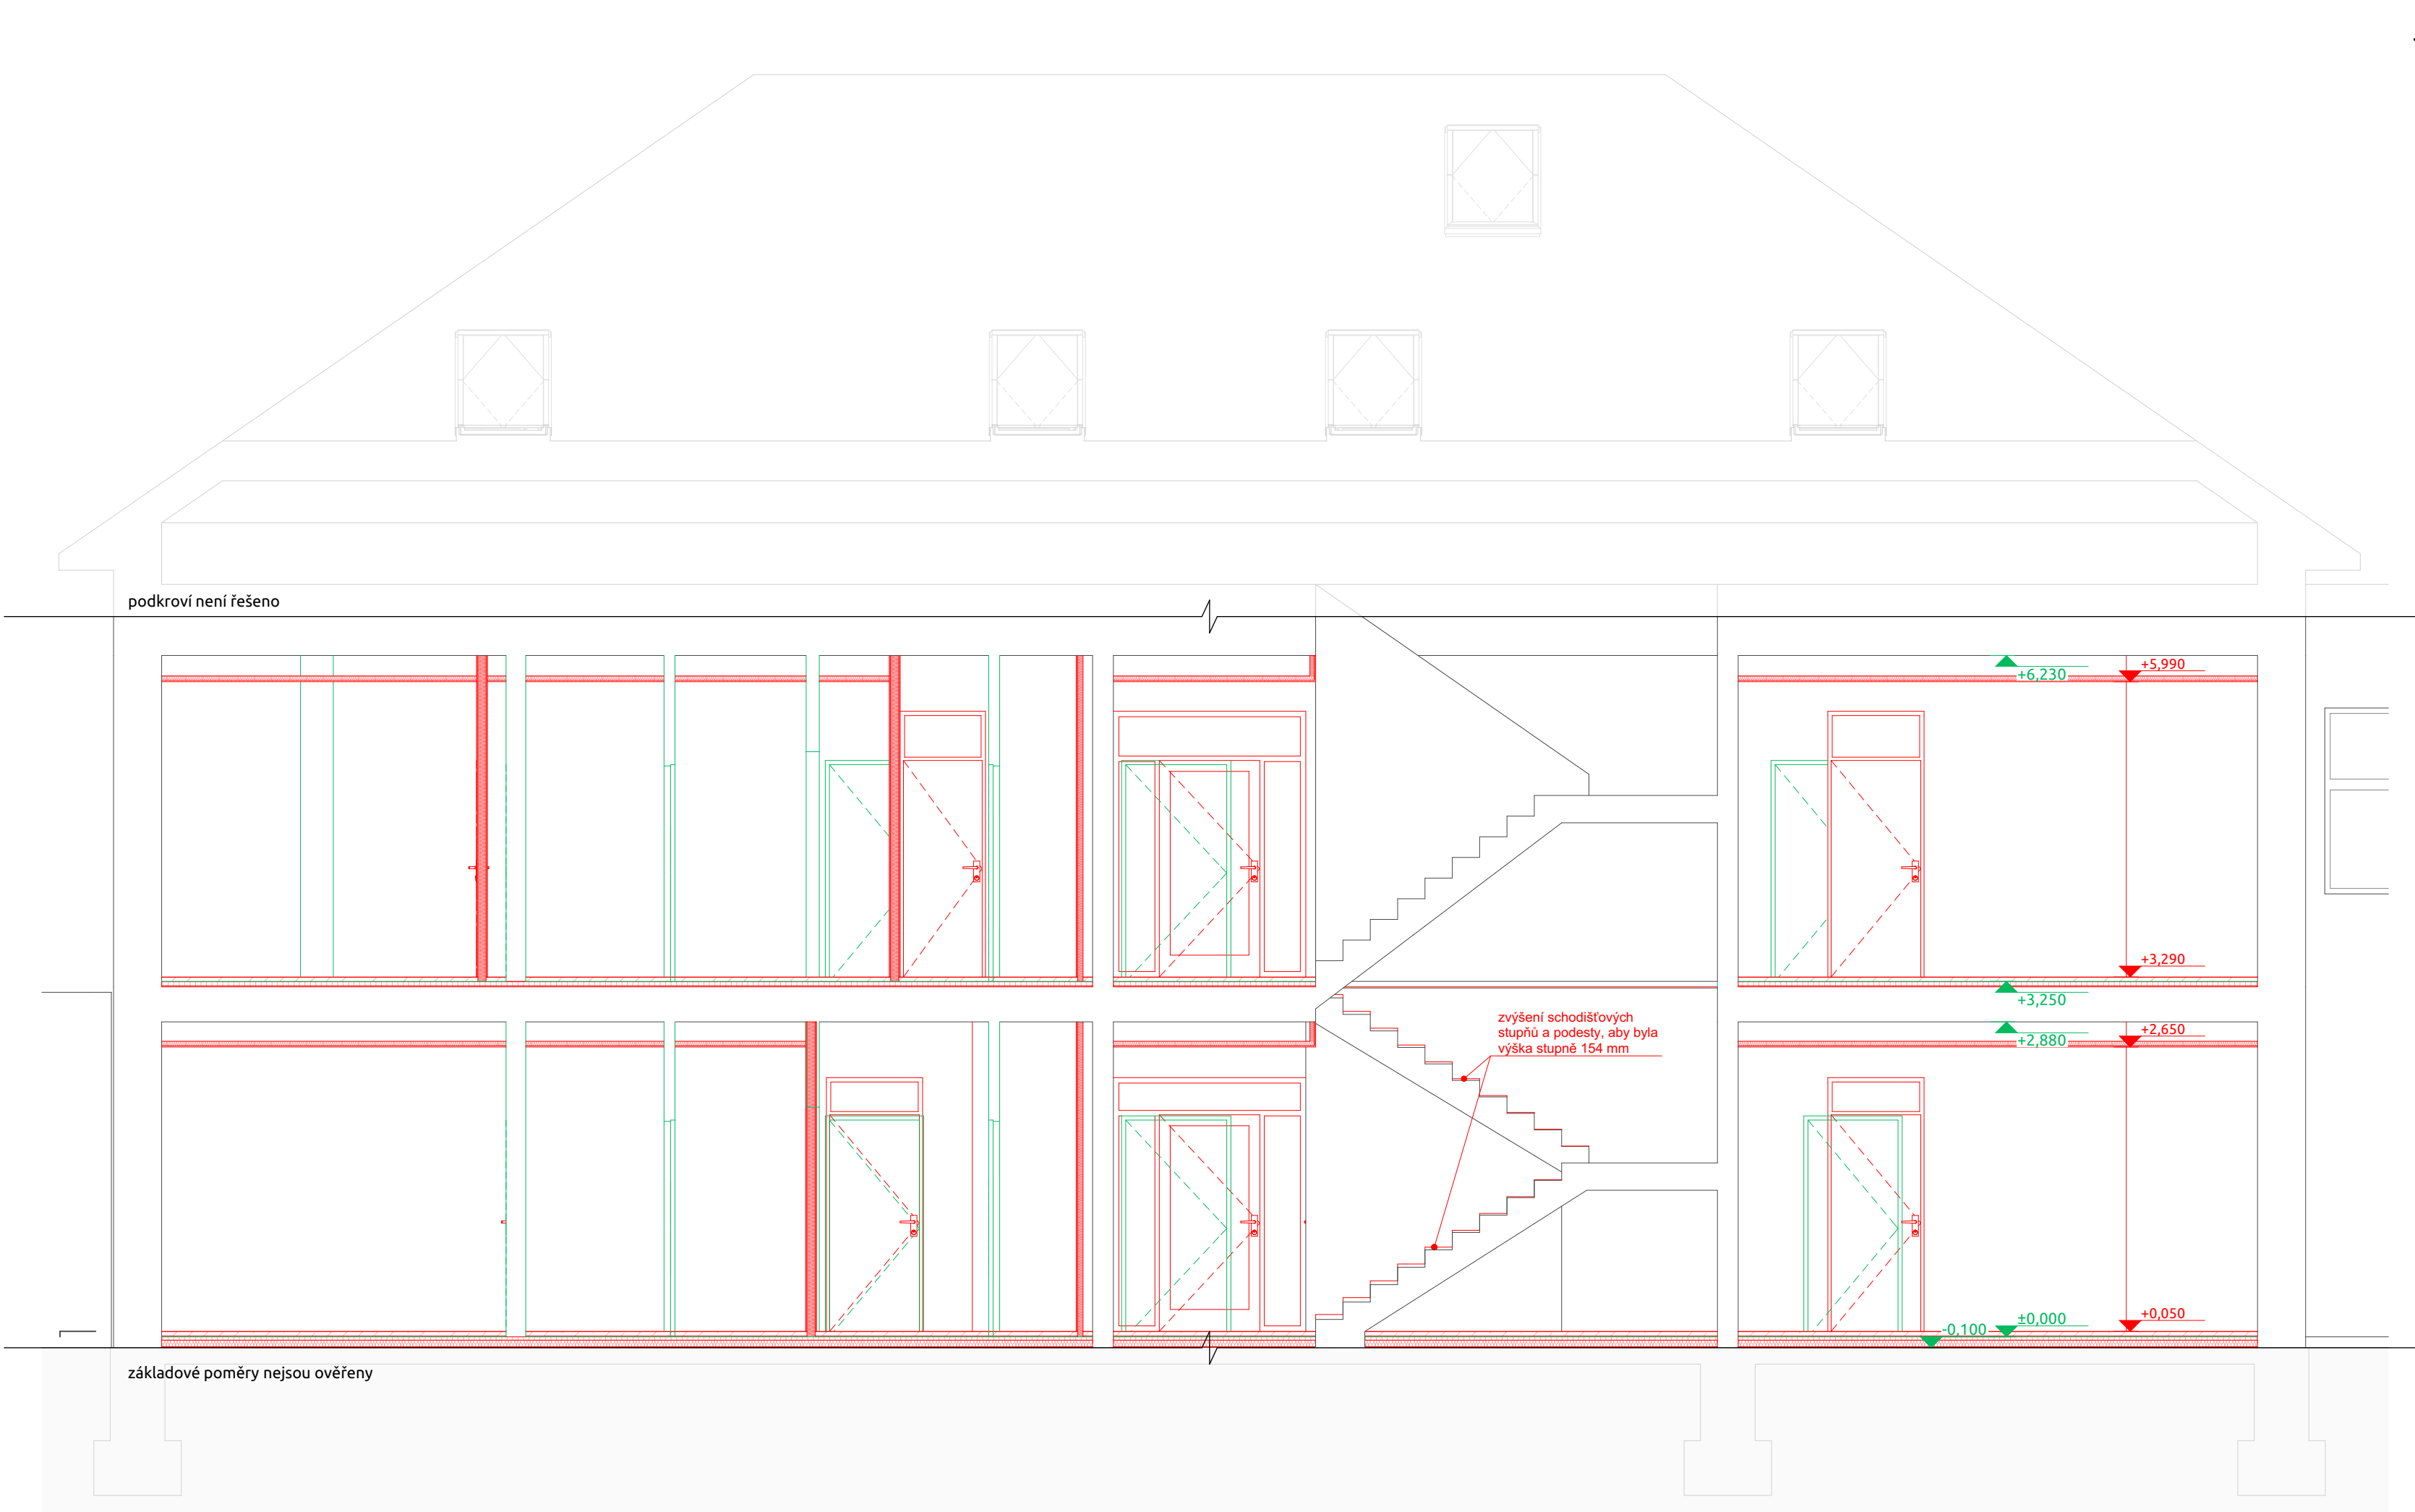 podkroví není řešeno
+5,990
+6,230
+3,290
+3,250
zvýšení schodišťových
stupňů a podesty, aby byla
výška stupně 154 mm
+2,650
+2,880
+0,050
±0,000
-0,100
základové poměry nejsou ověřeny